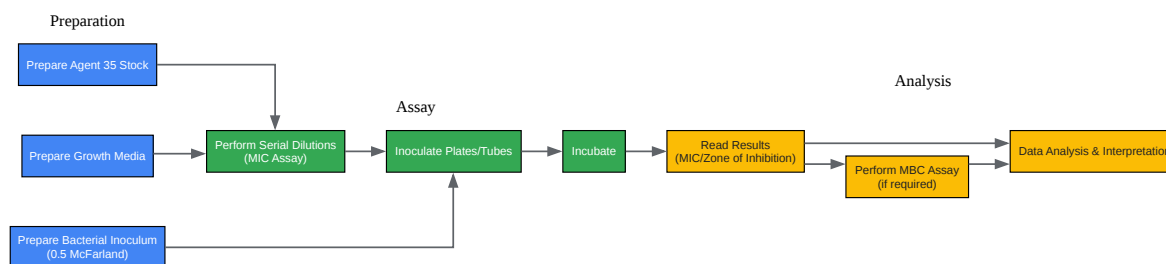 Preparation
Prepare Agent 35 Stock
Analysis
Assay
Prepare Growth Media
Perform Serial Dilutions
(MIC Assay)
Inoculate Plates/Tubes
Incubate
Read Results
(MIC/Zone of Inhibition)
Data Analysis & Interpretation
Perform MBC Assay
(if required)
Prepare Bacterial Inoculum
(0.5 McFarland)